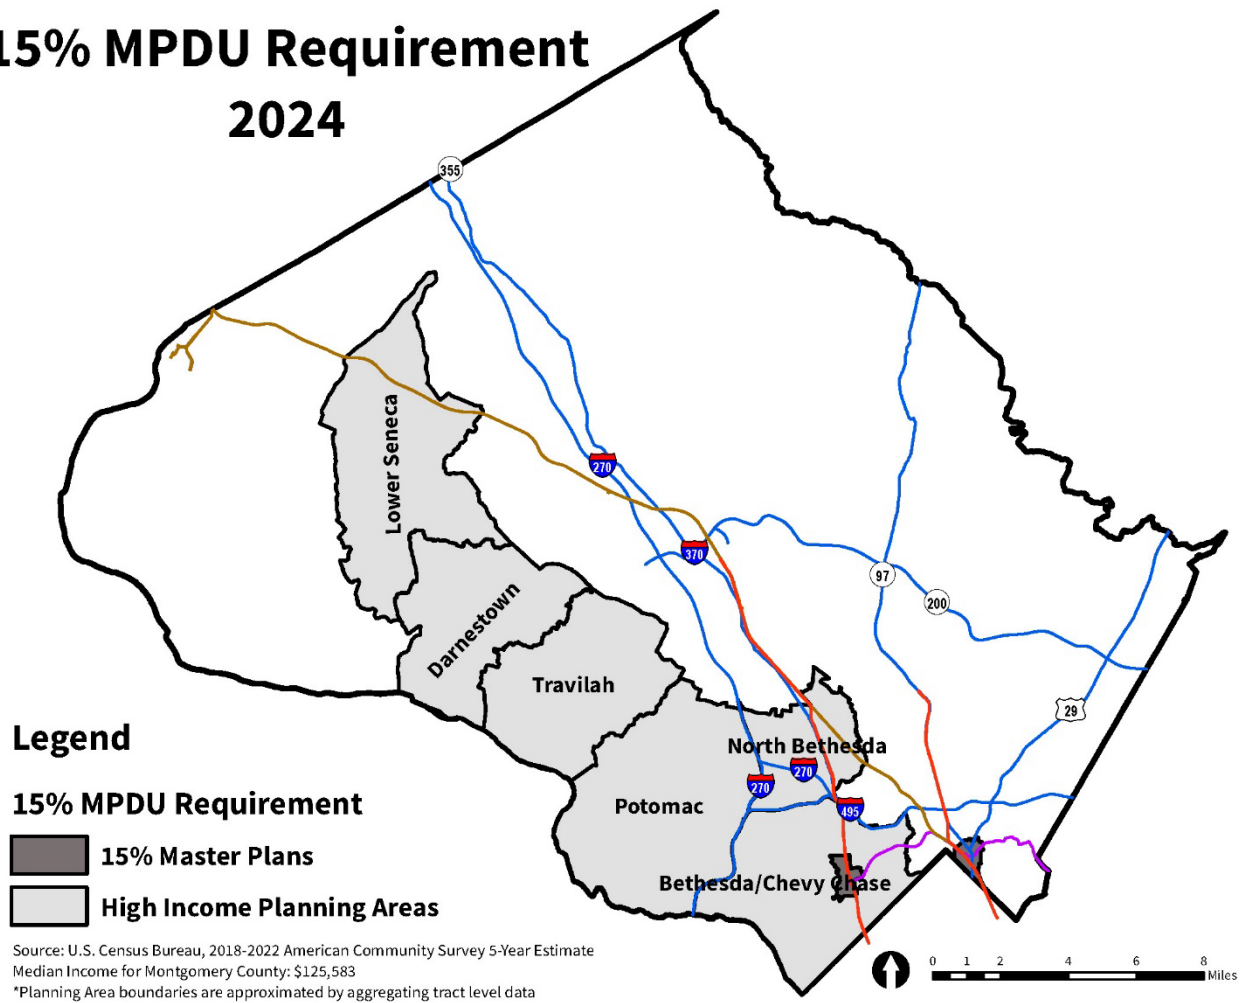 15% MPDU Requirement
2024
355
270
370
97
200
29
Lower Seneca
Darnestown
Travilah
North Bethesda
270
270
Potomac
495
Bethesda/Chevy Chase
Legend
15% MPDU Requirement
15% Master Plans
High Income Planning Areas
Source: U.S. Census Bureau, 2018-2022 American Community Survey 5-Year Estimate
Median Income for Montgomery County: $125,583
*Planning Area boundaries are approximated by aggregating tract level data
0 1 2 4 6 8
Miles